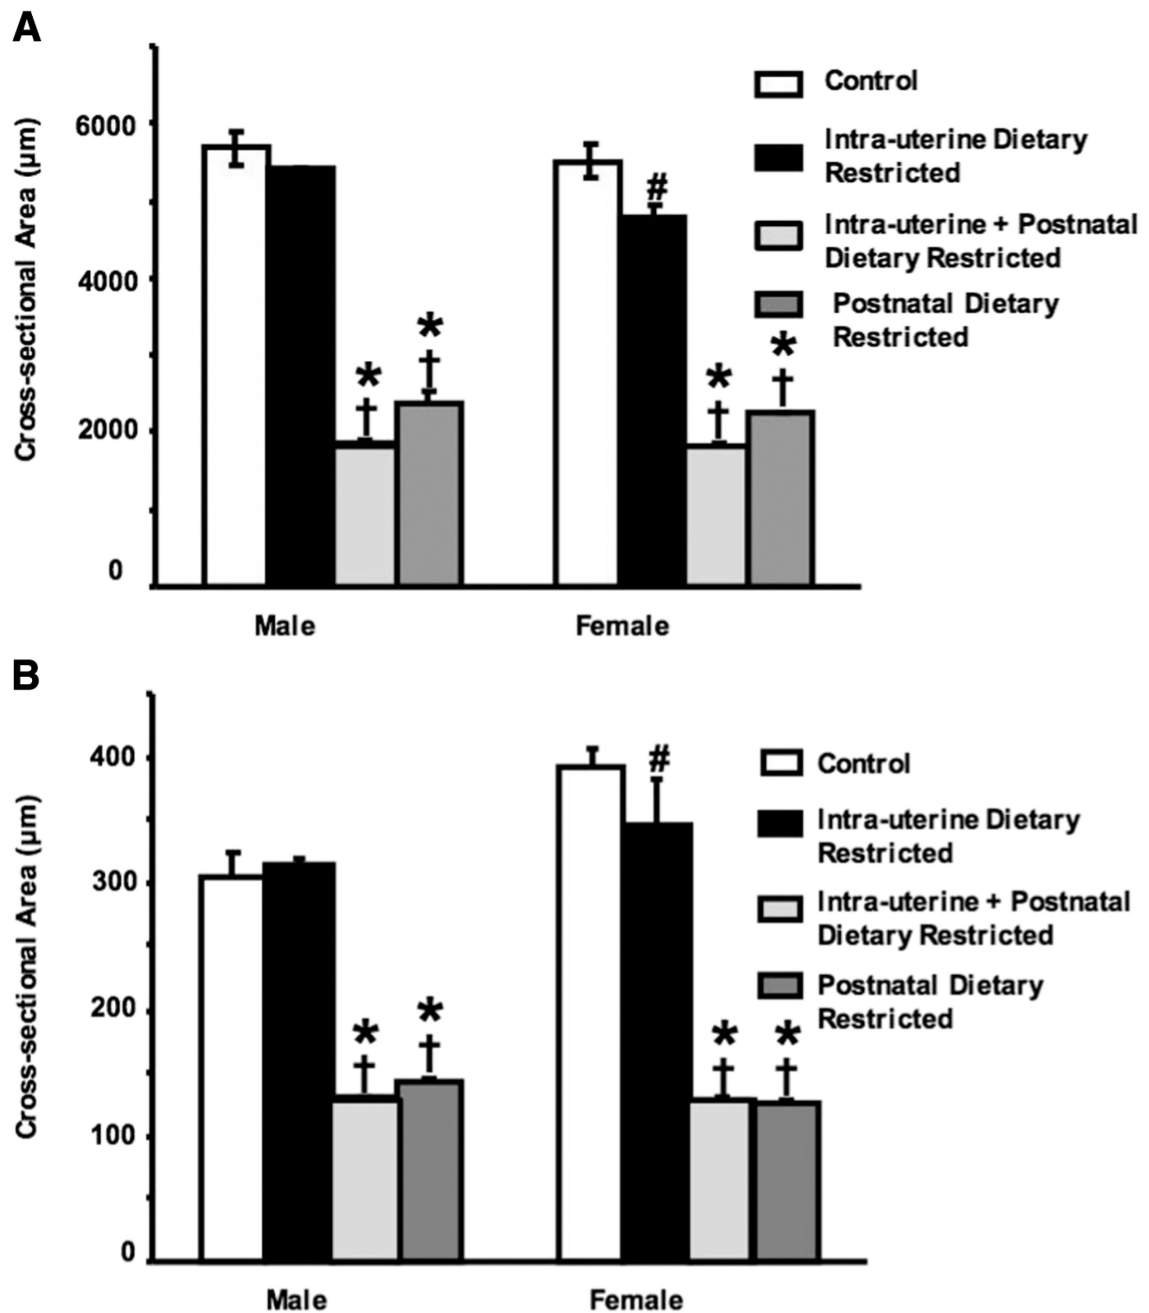 A
Cross-sectional Area (µm)
6000
4000
2000
0
Control
Intra-uterine Dietary
Restricted
Intra-uterine + Postnatal
Dietary Restricted
Postnatal Dietary
Restricted
#
*
†
*
†
*
†
*
†
Male
Female
B
Cross-sectional Area (µm)
400
300
200
100
0
Control
Intra-uterine Dietary
Restricted
Intra-uterine + Postnatal
Dietary Restricted
Postnatal Dietary
Restricted
#
*
†
*
†
*
†
*
†
Male
Female